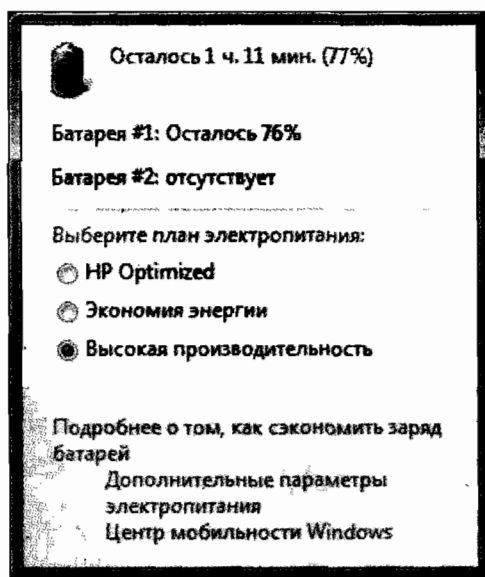 Осталось 1 ч. 11 мин. (77%)
Батарея #1: Осталось 76%
Батарея #2: отсутствует
Выберите план электропитания:
HP Optimized
Экономия энергии
Высокая производительность
Подробнее о том, как сэкономить заряд
батарей
Дополнительные параметры
электропитания
Центр мобильности Windows